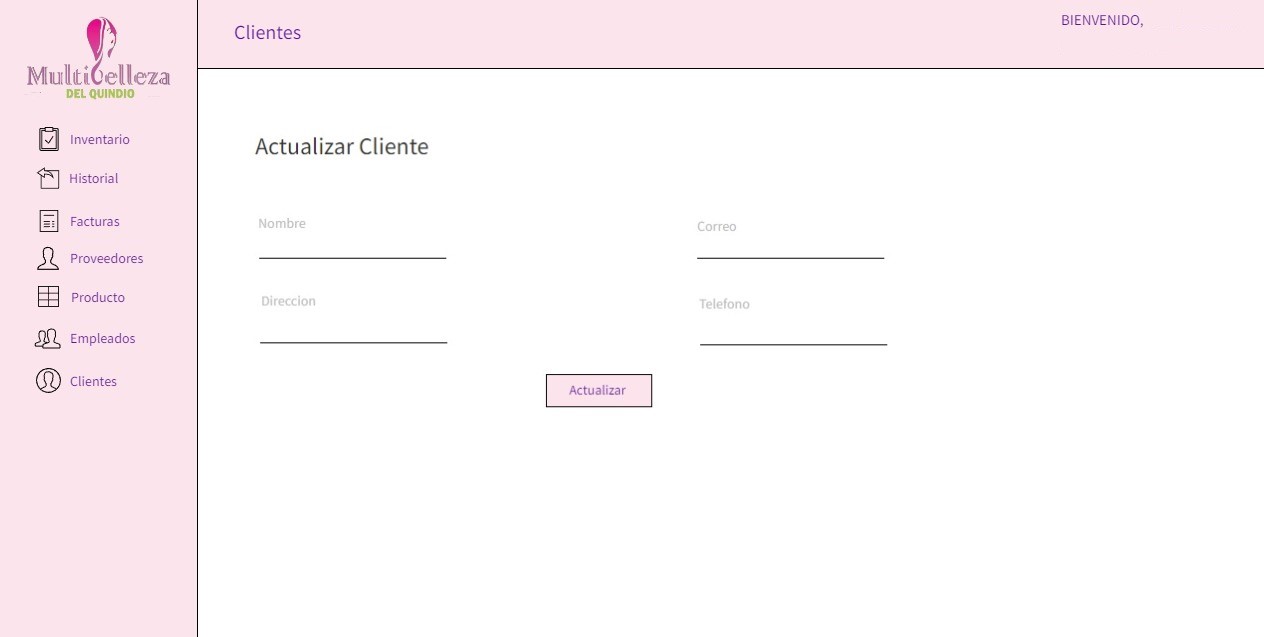 Multibelleza
DEL QUINDIO
Inventario
Historial
Facturas
Proveedores
Producto
Empleados
Clientes
Clientes
BIENVENIDO,
Actualizar Cliente
Nombre
Correo
Direccion
Telefono
Actualizar